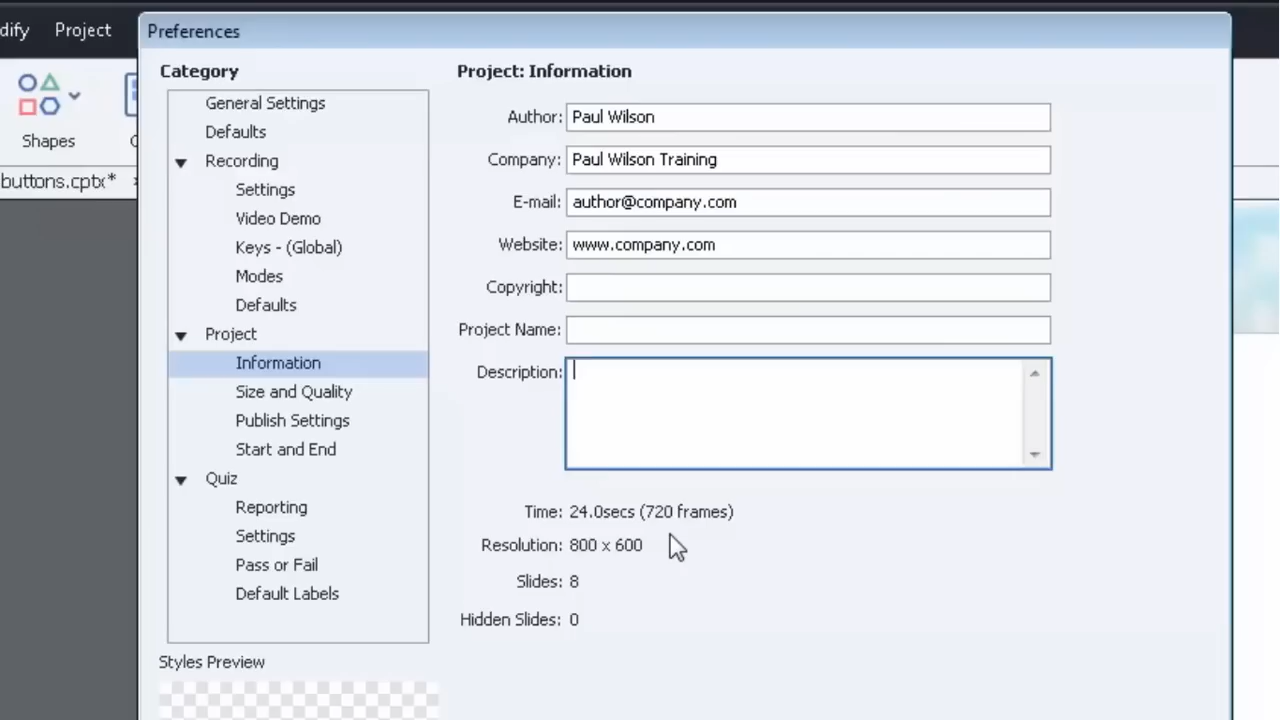 dify Project
Preferences
Category
Project: Information
Shapes
buttons.cptx*
General Settings
Defaults
Recording
Settings
Video Demo
Keys - (Global)
Modes
Defaults
Project
Information
Size and Quality
Publish Settings
Start and End
Quiz
Reporting
Settings
Pass or Fail
Default Labels
Styles Preview
Author: Paul Wilson
Company: Paul Wilson Training
E-mail: author@company.com
Website: www.company.com
Copyright:
Project Name:
Description:
Time: 24.0secs (720 frames)
Resolution: 800 x 600
Slides: 8
Hidden Slides: 0